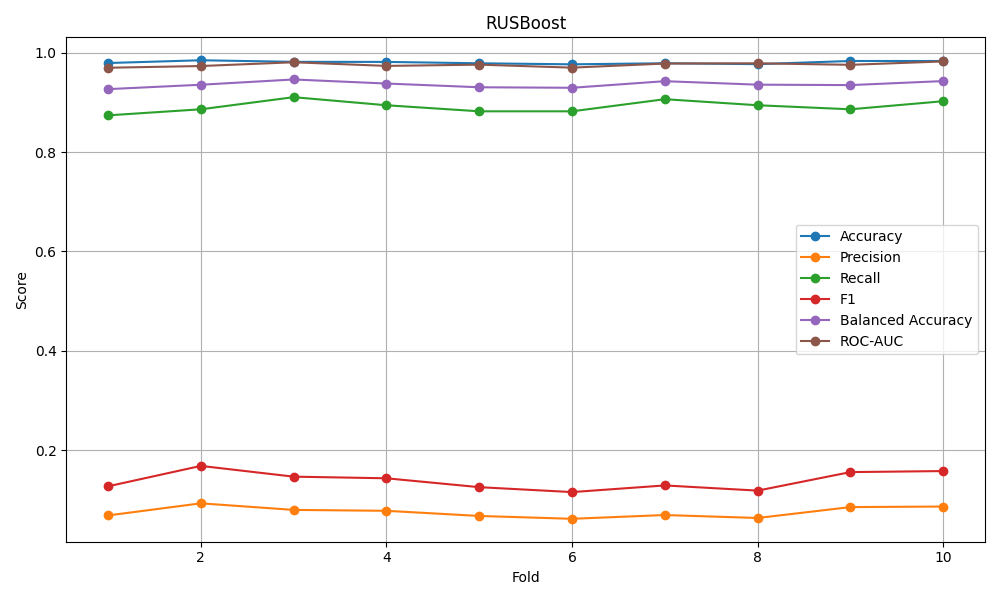 RUSBoost
1.0
0.8
0.6
0.4
0.2
Score
Accuracy
Precision
Recall
F1
Balanced Accuracy
ROC-AUC
2
4
6
8
10
Fold